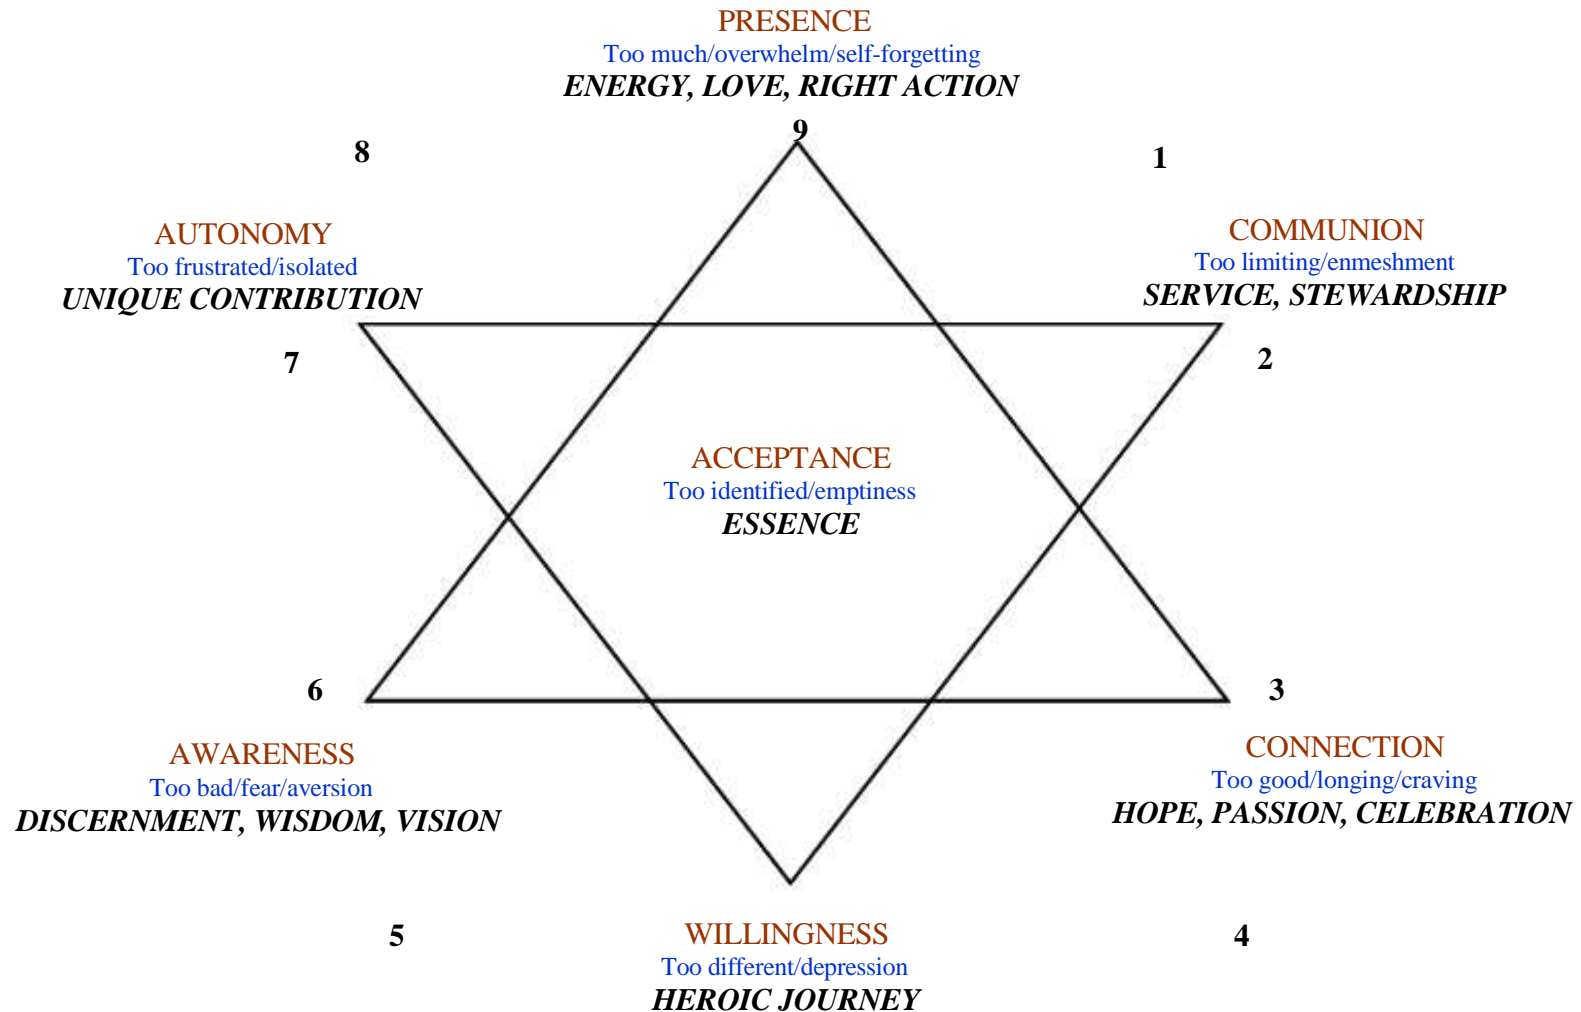 PRESENCE
Too much/overwhelm/self-forgetting
ENERGY, LOVE, RIGHT ACTION
9
8
1
AUTONOMY
Too frustrated/isolated
UNIQUE CONTRIBUTION
COMMUNION
Too limiting/enmeshment
SERVICE, STEWARDSHIP
7
2
ACCEPTANCE
Too identified/emptiness
ESSENCE
6
3
AWARENESS
Too bad/fear/aversion
DISCERNMENT, WISDOM, VISION
CONNECTION
Too good/longing/craving
HOPE, PASSION, CELEBRATION
5
4
WILLINGNESS
Too different/depression
HEROIC JOURNEY